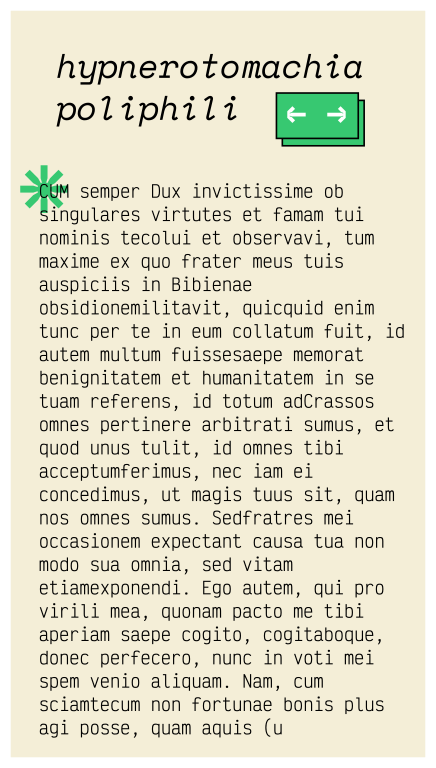 hypnerotomachia
poliphili
← →
CUM semper Dux invictissime ob
singulares virtutes et famam tui
nominis tecolui et observavi, tum
maxime ex quo frater meus tuis
auspiciis in Bibienae
obsidionemilitavit, quicquid enim
tunc per te in eum collatum fuit, id
autem multum fuissesaepe memorat
benignitatem et humanitatem in se
tuam referens, id totum adCrassos
omnes pertinere arbitrati sumus, et
quod unus tulit, id omnes tibi
acceptumferimus, nec iam ei
concedimus, ut magis tuus sit, quam
nos omnes sumus. Sedfratres mei
occasionem expectant causa tua non
modo sua omnia, sed vitam
etiamexponendi. Ego autem, qui pro
virili mea, quonam pacto me tibi
aperiam saepe cogito, cogitaboque,
donec perfecero, nunc in voti mei
spem venio aliquam. Nam, cum
sciamtecum non fortunae bonis plus
agi posse, quam aquis (u